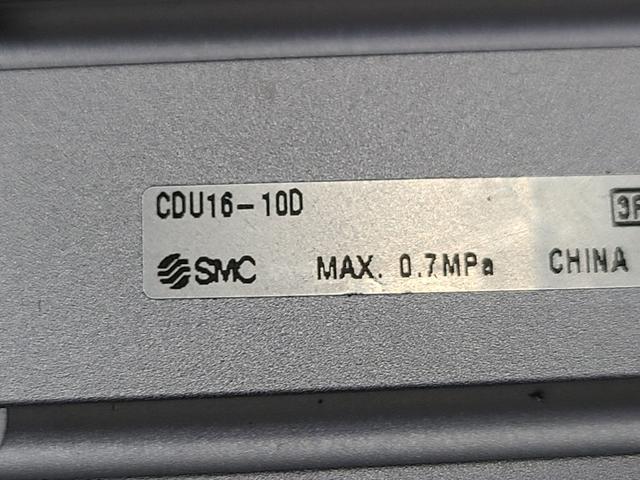 CDU16-10D
SMC MAX. 0.7MPa CHINA